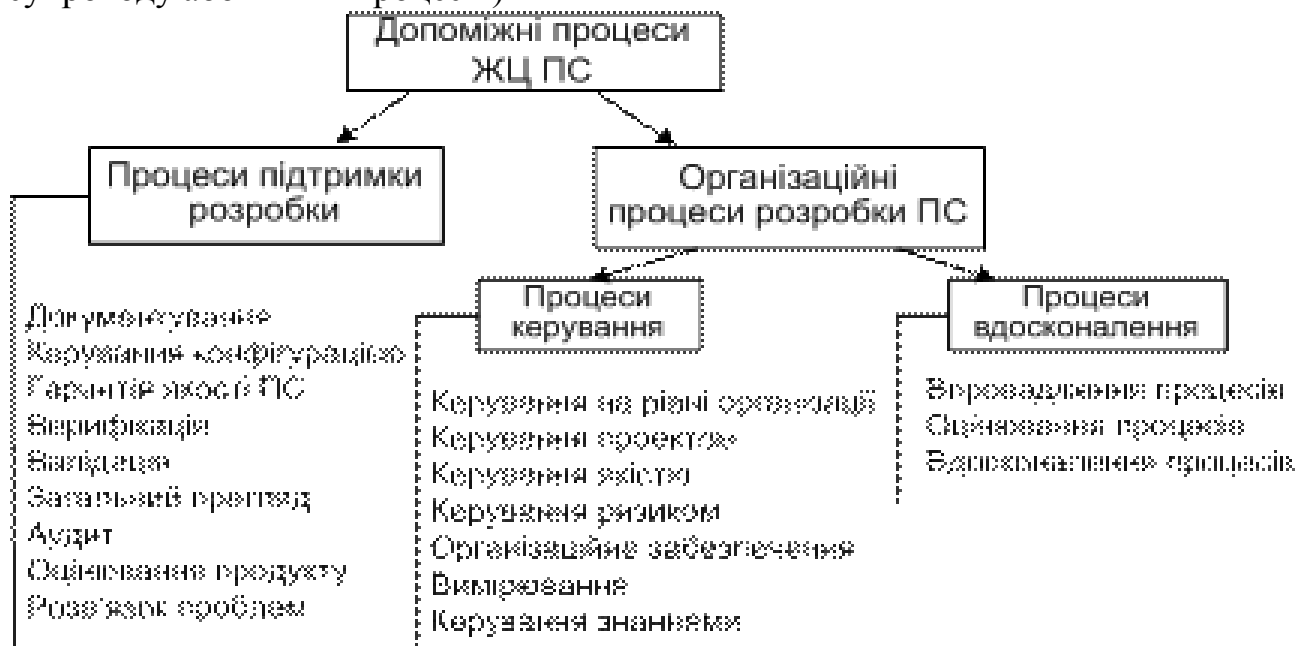 Допоміжні процеси
ЖЦ ПС
Процеси підтримки
розробки
Організаційні
процеси розробки ПС
Процеси
керування
Процеси
вдосконалення
Документування
Керування конфігурацією
Гарантія якості ПС
Верифікація
Валідація
Загальний перегляд
Аудит
Оцінювання продукту
Розв'язок проблем
Керування на рівні організації
Керування проектом
Керування якістю
Керування ризиком
Організаційне забезпечення
Вимірювання
Керування знаннями
Впровадження процесів
Оцінювання процесів
Вдосконалення процесів